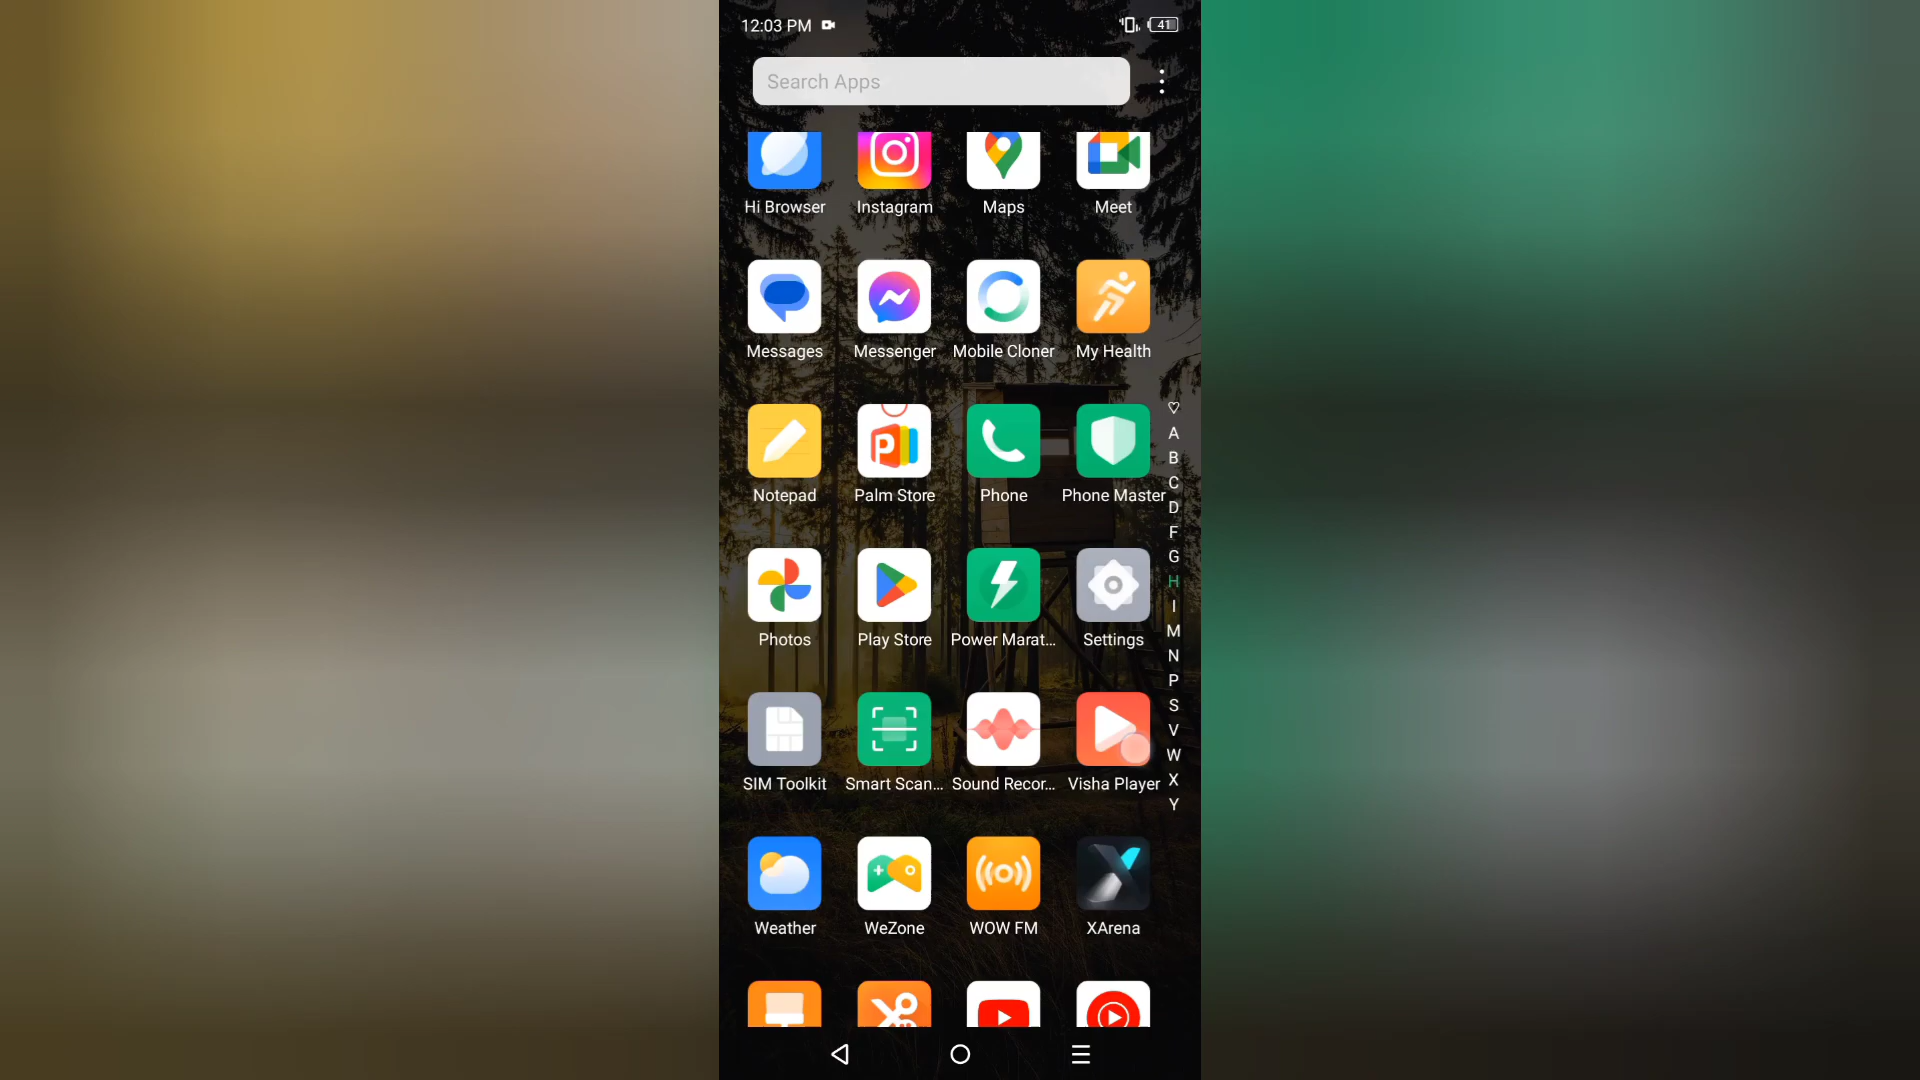 12:03 PM
41
Search Apps
Hi Browser Instagram Maps Meet
Messages Messenger Mobile Cloner My Health
Notepad Palm Store Phone Phone Master
Photos Play Store Power Marat... Settings
SIM Toolkit Smart Scan... Sound Recor... Visha Player
Weather WeZone WOW FM XArena
A
B
C
D
F
G
H
I
M
N
P
S
V
W
X
Y